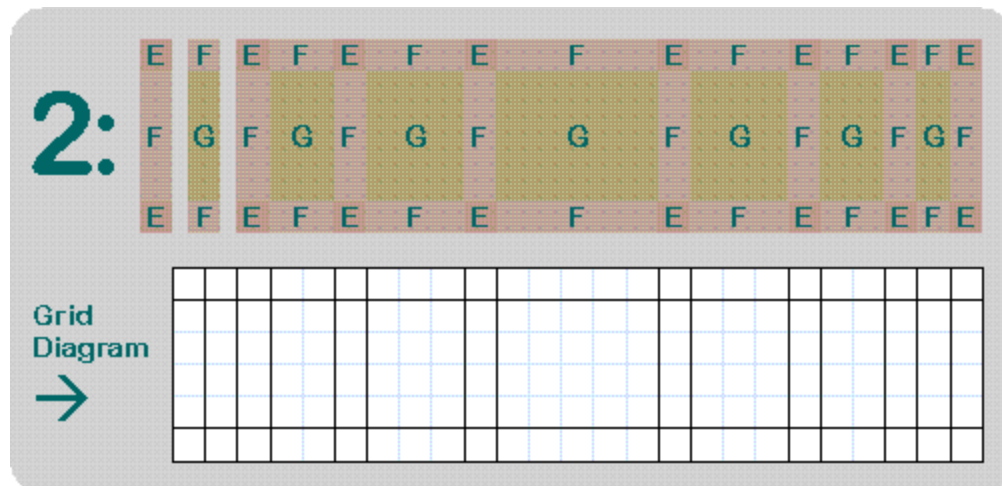 E F E F E F E F E F E F E F E
2:
F G F G F G F G F G F G F G F
E F E F E F E F E F E F E F E
Grid
Diagram
→